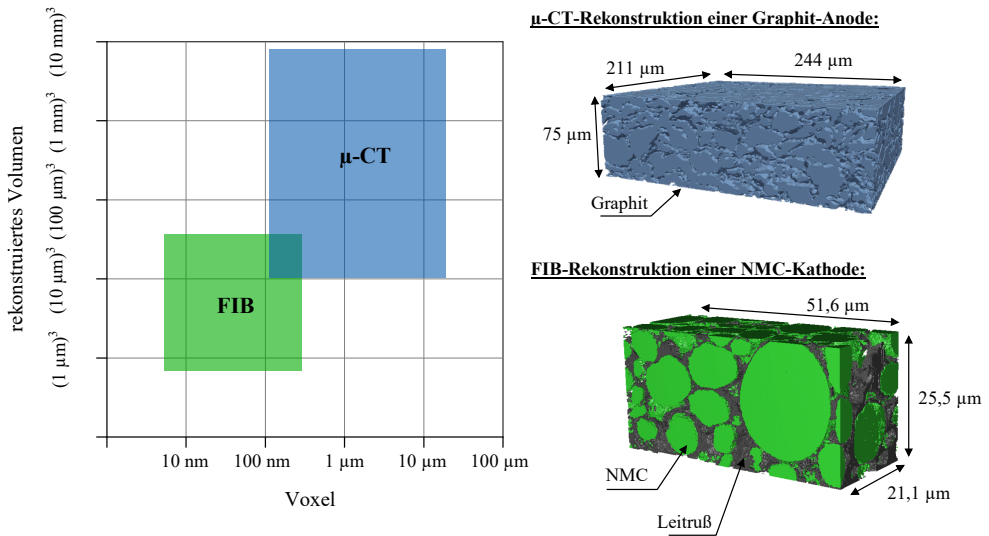 rekonstruiertes Volumen
(10 mm)³
(1 mm)³
(100 µm)³
(10 µm)³
(1 µm)³
µ-CT
FIB
10 nm
100 nm
1 µm
10 µm
100 µm
Voxel
µ-CT-Rekonstruktion einer Graphit-Anode:
211 µm
244 µm
75 µm
Graphit
FIB-Rekonstruktion einer NMC-Kathode:
51,6 µm
25,5 µm
21,1 µm
NMC
Leitruß